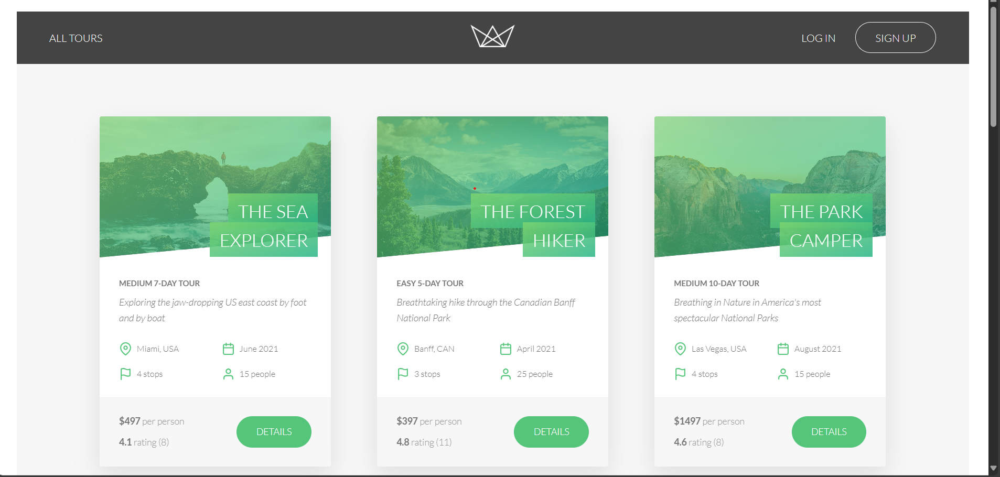 ALL TOURS
LOG IN
SIGN UP
THE SEA
EXPLORER
MEDIUM 7-DAY TOUR
Exploring the jaw-dropping US east coast by foot
and by boat
Miami, USA
June 2021
4 stops
15 people
$497 per person
4.1 rating (8)
DETAILS
THE FOREST
HIKER
EASY 5-DAY TOUR
Breathtaking hike through the Canadian Banff
National Park
Banff, CAN
April 2021
3 stops
25 people
$397 per person
4.8 rating (11)
DETAILS
THE PARK
CAMPER
MEDIUM 10-DAY TOUR
Breathing in Nature in America's most
spectacular National Parks
Las Vegas, USA
August 2021
4 stops
15 people
$1497 per person
4.6 rating (8)
DETAILS